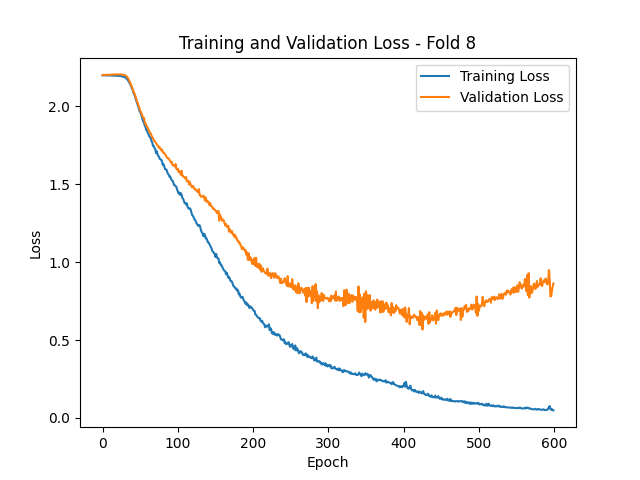 Training and Validation Loss - Fold 8
Training Loss
Validation Loss
Loss
2.0
1.5
1.0
0.5
0.0
0 100 200 300 400 500 600
Epoch